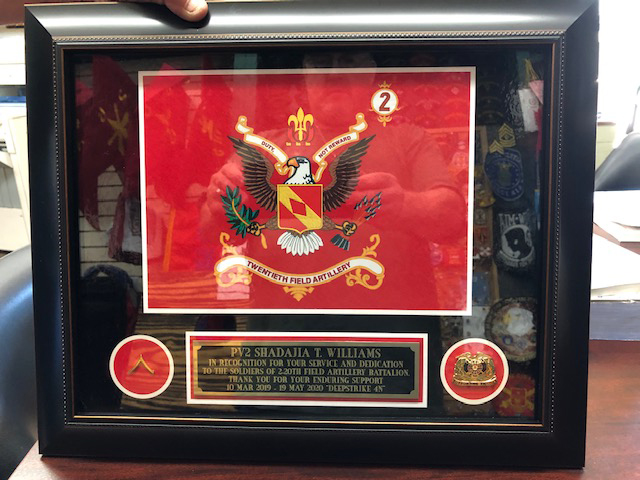 2
DUTY, NOT REWARD
TWENTIETH FIELD ARTILLERY
PV2 SHADAJIA T. WILLIAMS
IN RECOGNITION FOR YOUR SERVICE AND DEDICATION
TO THE SOLDIERS OF 2-20TH FIELD ARTILLERY BATTALION.
THANK YOU FOR YOUR ENDURING SUPPORT
10 MAR 2019 - 19 MAY 2020 "DEEPSTRIKE 4N"